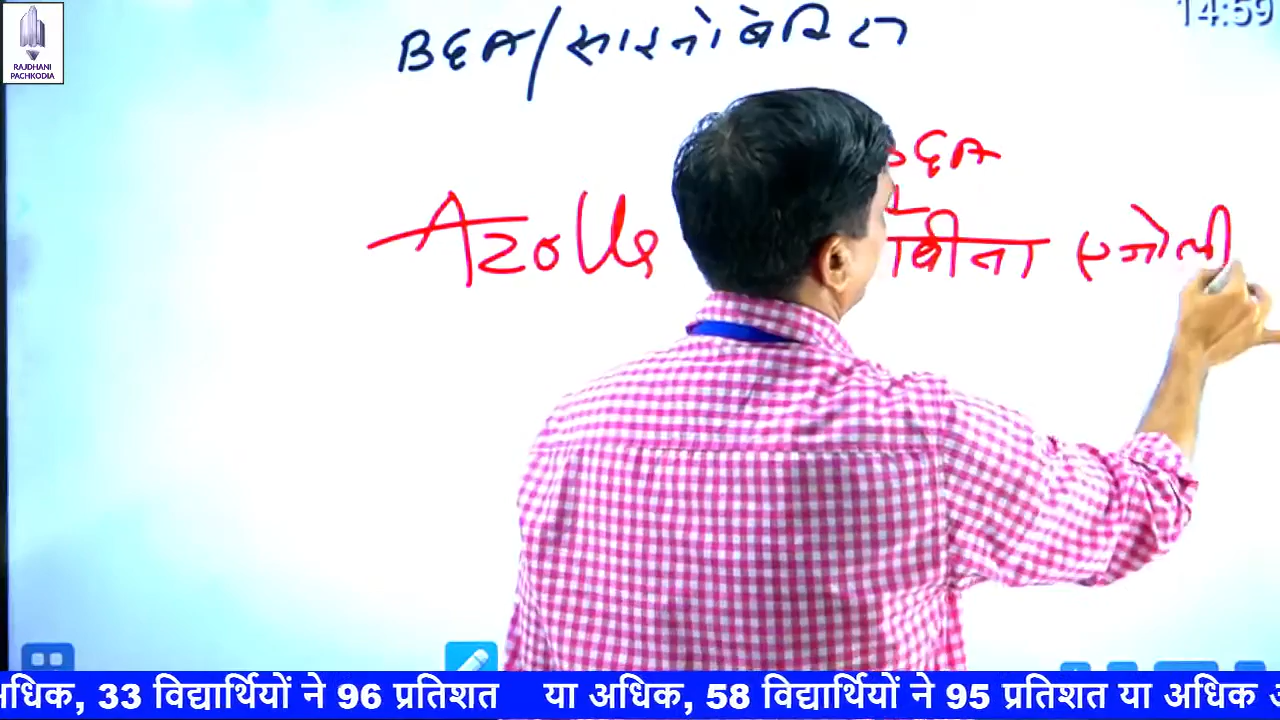 RAJDHANI
PACHKODIA
14:59
BGA/सायनोबैक्टि
BGA
Azolla
एजोली
अधिक, 33 विद्यार्थियों ने 96 प्रतिशत या अधिक, 58 विद्यार्थियों ने 95 प्रतिशत या अधिक